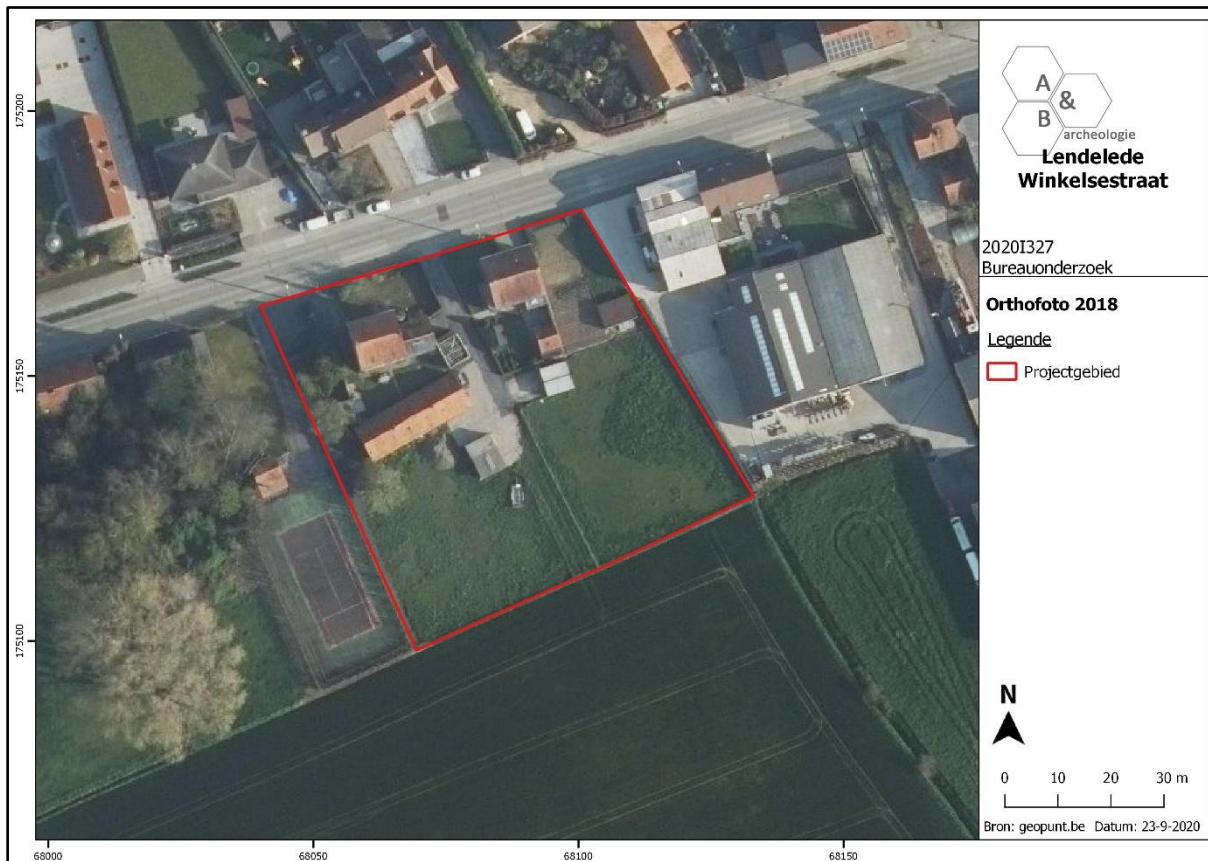 A
&
B
archeologie
Lendelede
Winkelsestraat
2020I327
Bureauonderzoek
Orthofoto 2018
Legende
Projectgebied
N
0 10 20 30 m
Bron: geopunt.be Datum: 23-9-2020
175200
175150
175100
68000 68050 68100 68150